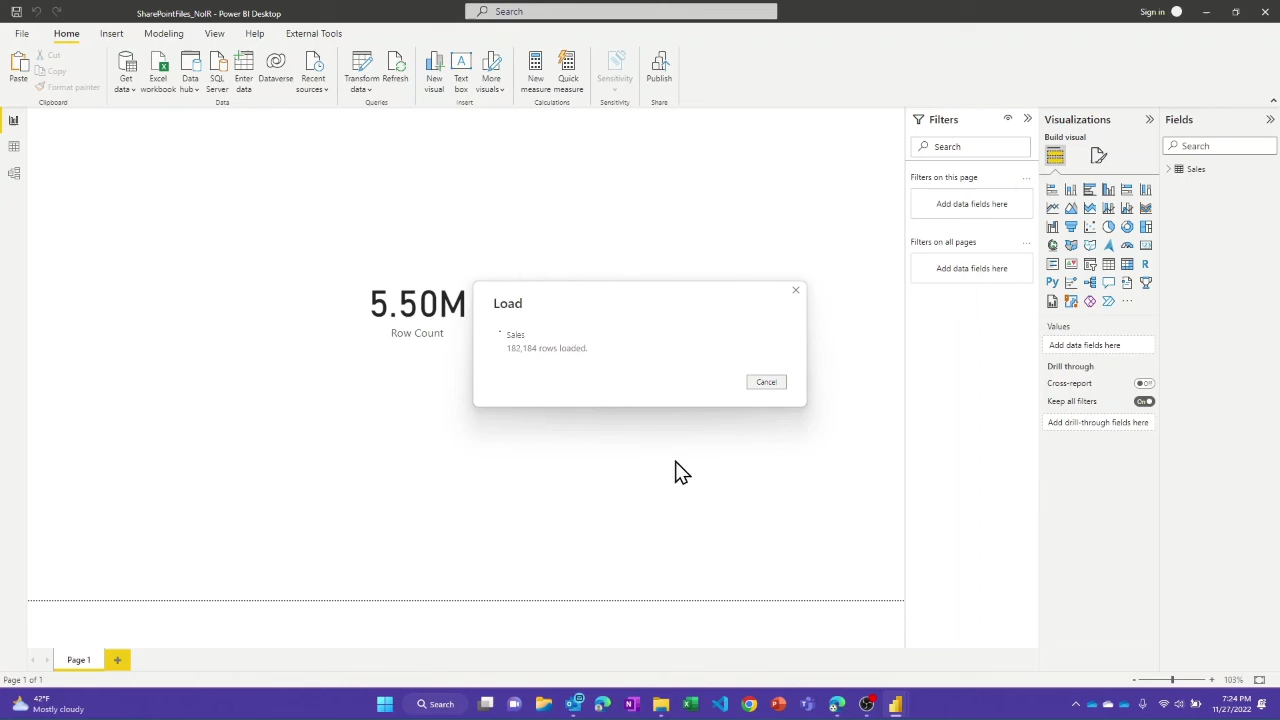 SharePointFiles_NoIR - Power BI Desktop
Search
Sign in
File
Home
Insert
Modeling
View
Help
External Tools
Paste
Cut
Copy
Format painter
Clipboard
Get data
Excel workbook
Data hub
SQL Server
Enter data
Dataverse
Recent sources
Data
Transform data
Refresh
Queries
New visual
Text box
More visuals
Insert
New measure
Quick measure
Calculations
Sensitivity
Sensitivity
Publish
Share
Filters
Search
Filters on this page
...
Add data fields here
Filters on all pages
...
Add data fields here
Visualizations
Build visual
R
Py
123
...
Values
Add data fields here
Drill through
Cross-report
Off
Keep all filters
On
Add drill-through fields here
Fields
Search
Sales
5.50M
Row Count
Load
Sales
182,184 rows loaded.
Cancel
Page 1
Page 1 of 1
- + 103%
42°F
Mostly cloudy
Search
7:24 PM
11/27/2022